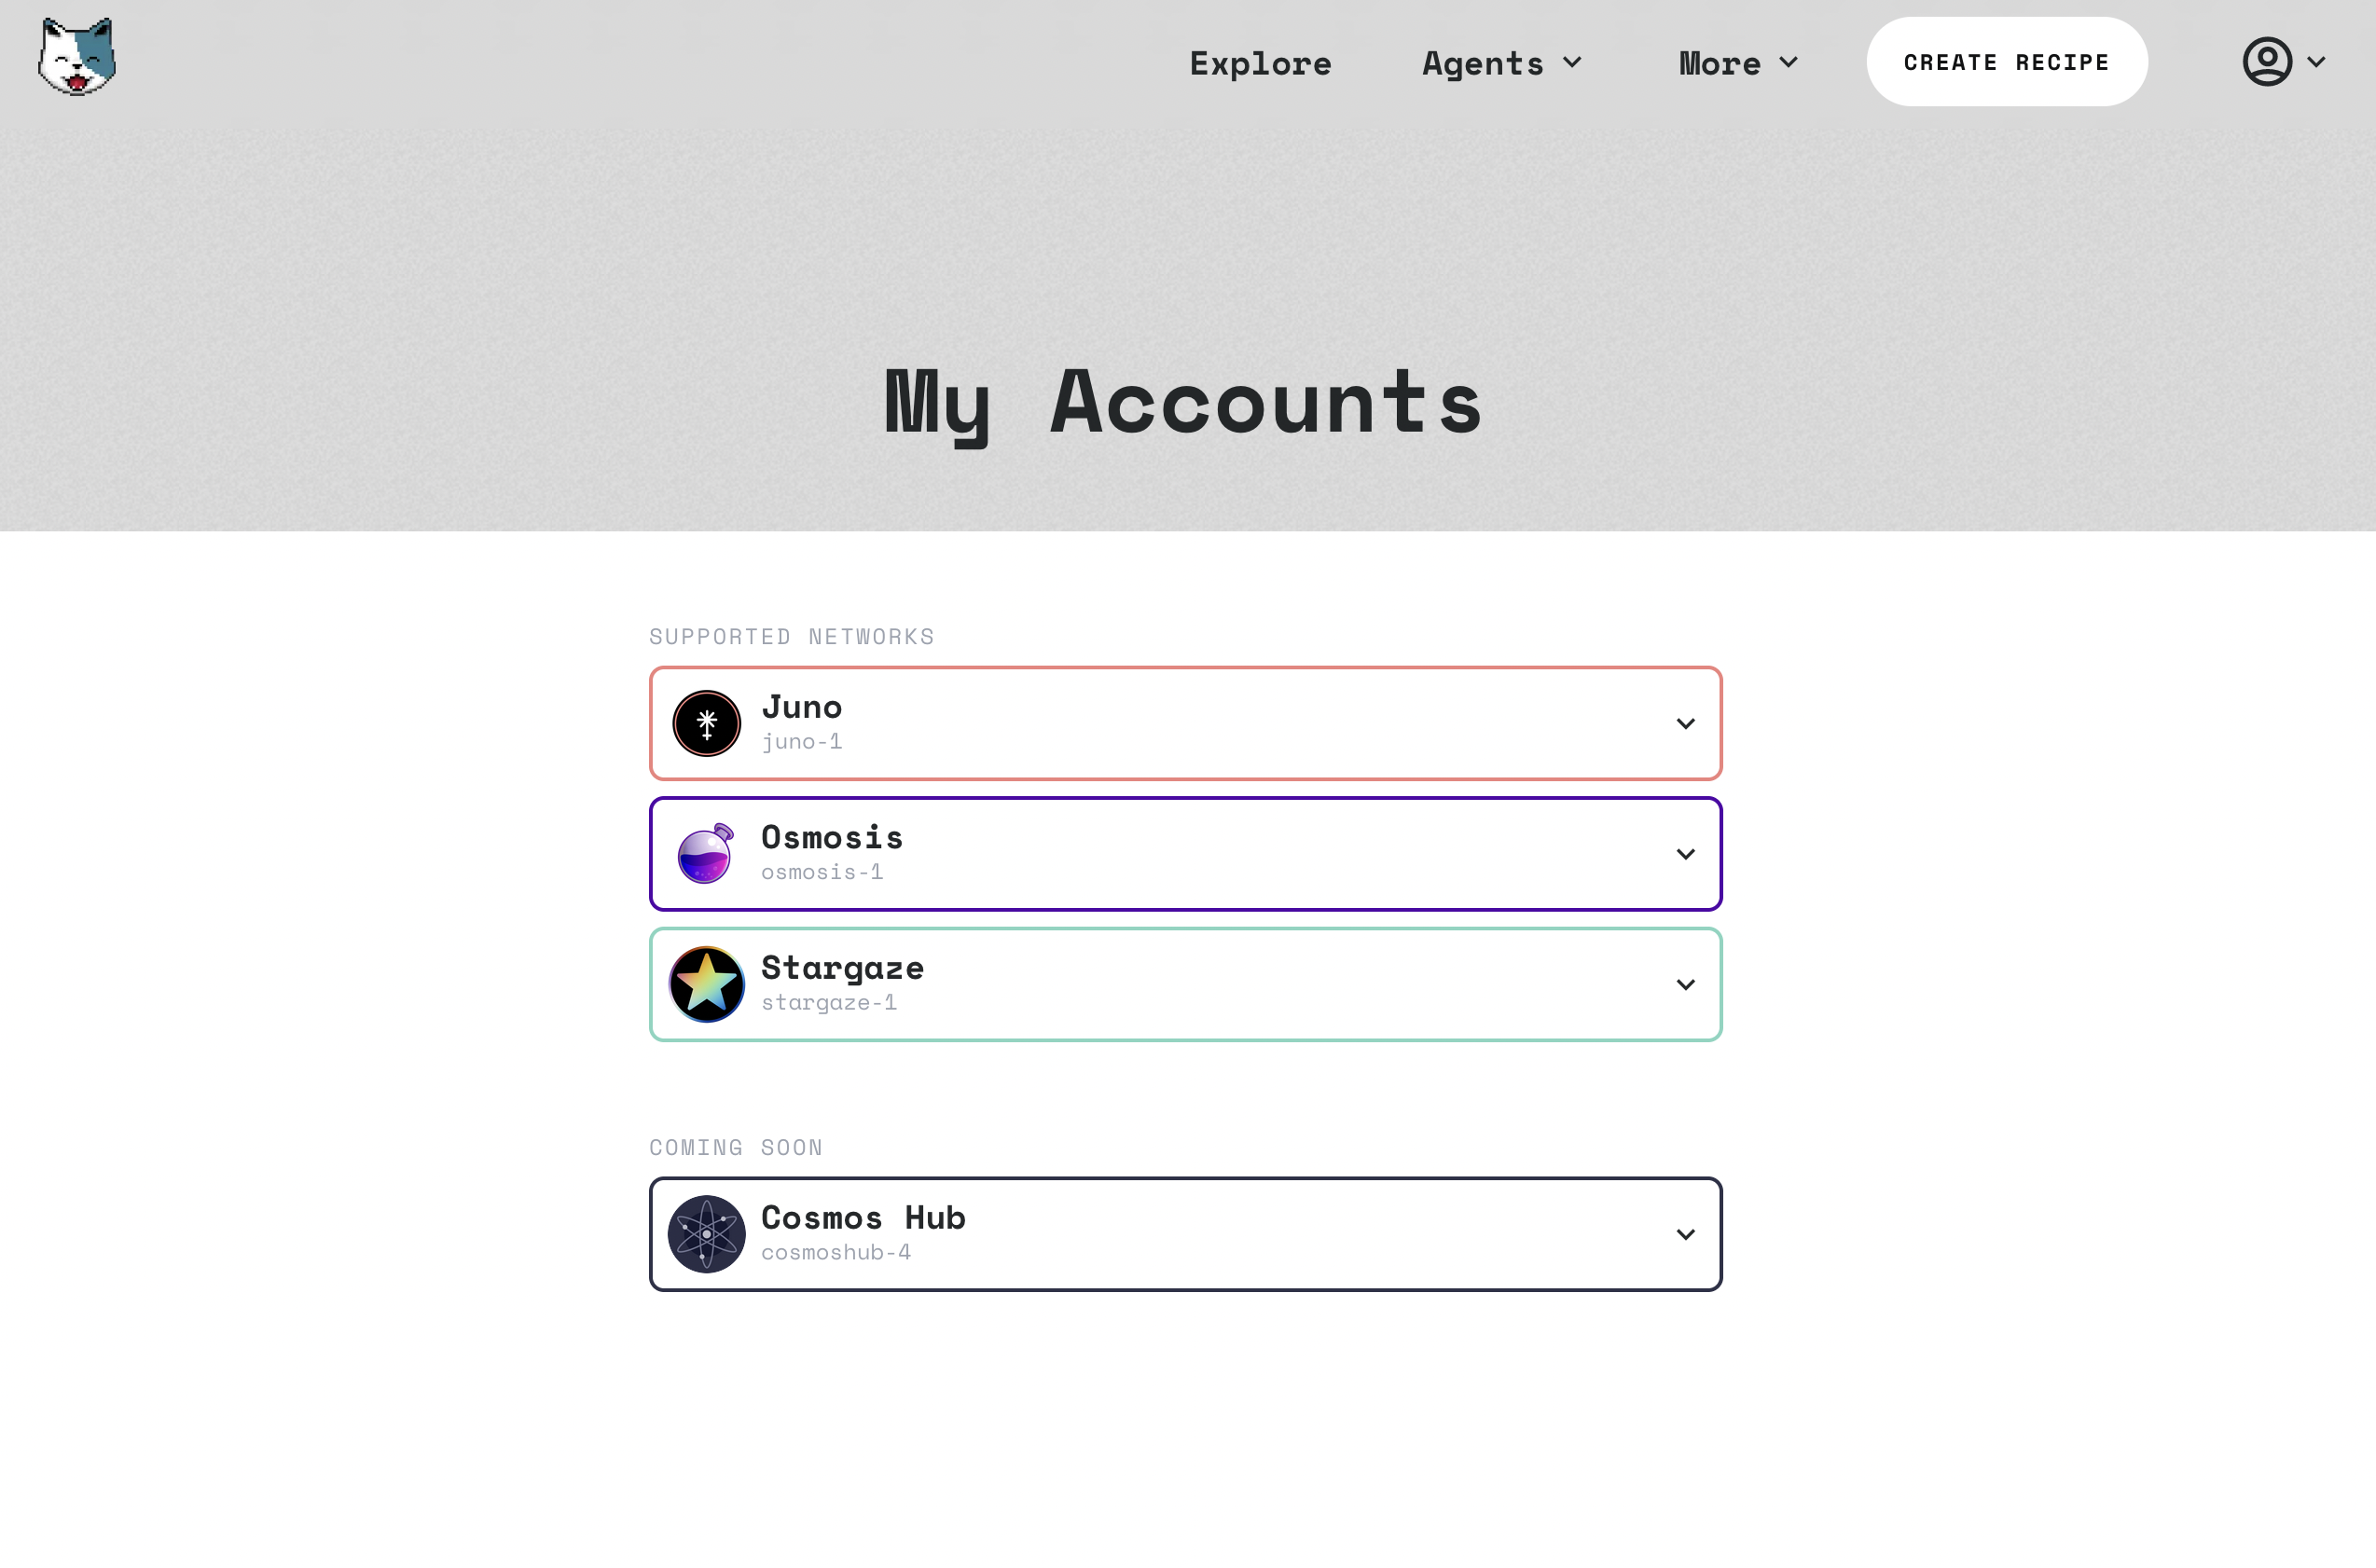 Explore Agents More CREATE RECIPE
My Accounts
SUPPORTED NETWORKS
Juno
juno-1
Osmosis
osmosis-1
Stargaze
stargaze-1
COMING SOON
Cosmos Hub
cosmoshub-4